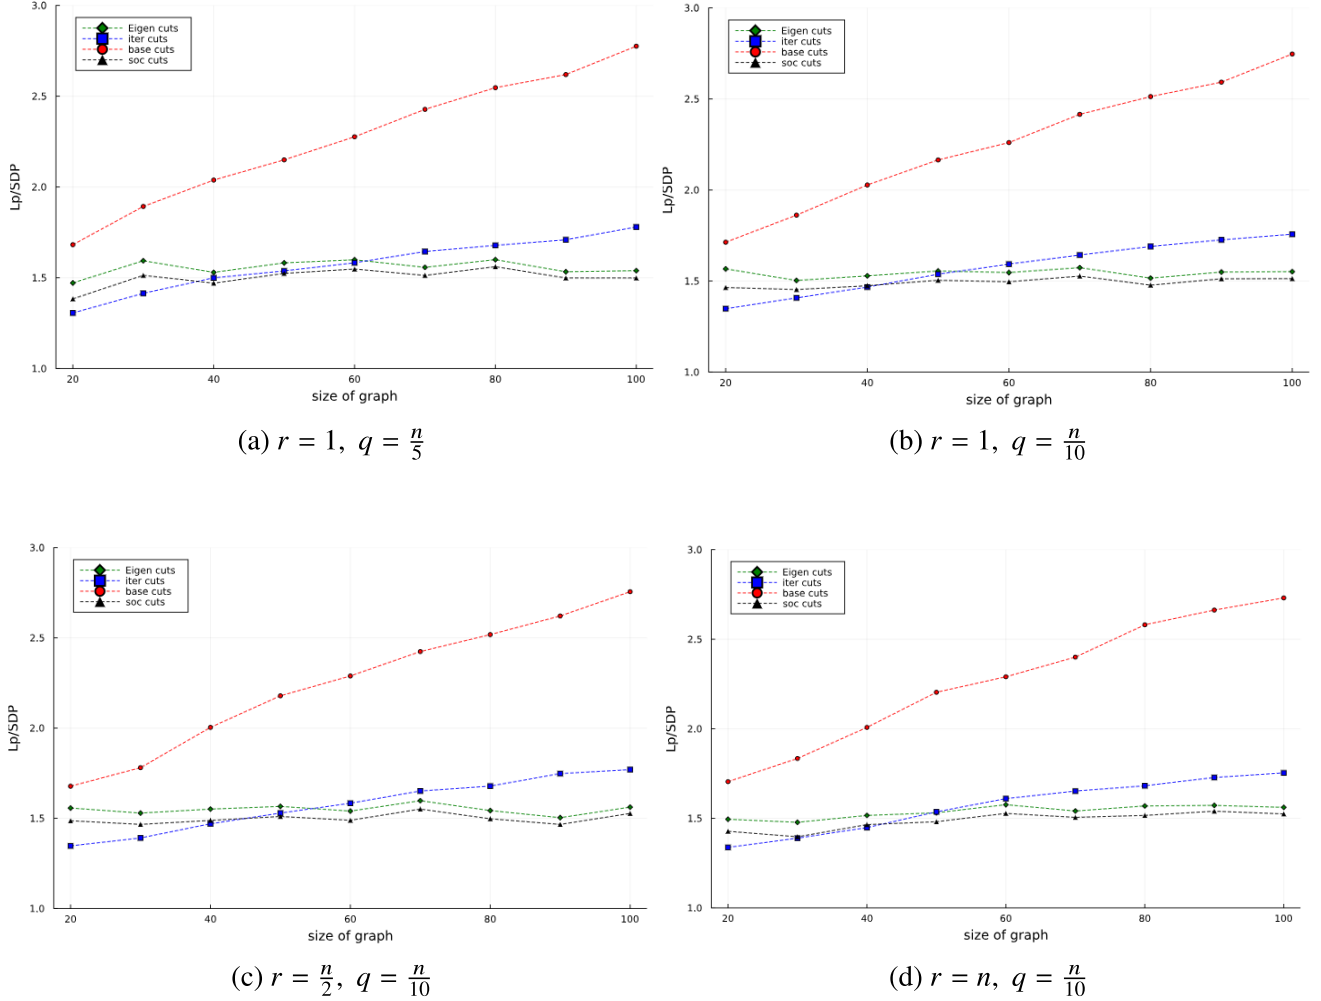 3.0
2.5
2.0
1.5
1.0
Lp/SDP
Eigen cuts
iter cuts
base cuts
soc cuts
20 40 60 80 100
size of graph
(a) r = 1, q = n/5
3.0
2.5
2.0
1.5
1.0
Lp/SDP
Eigen cuts
iter cuts
base cuts
soc cuts
20 40 60 80 100
size of graph
(b) r = 1, q = n/10
3.0
2.5
2.0
1.5
1.0
Lp/SDP
Eigen cuts
iter cuts
base cuts
soc cuts
20 40 60 80 100
size of graph
(c) r = n/2, q = n/10
3.0
2.5
2.0
1.5
1.0
Lp/SDP
Eigen cuts
iter cuts
base cuts
soc cuts
20 40 60 80 100
size of graph
(d) r = n, q = n/10